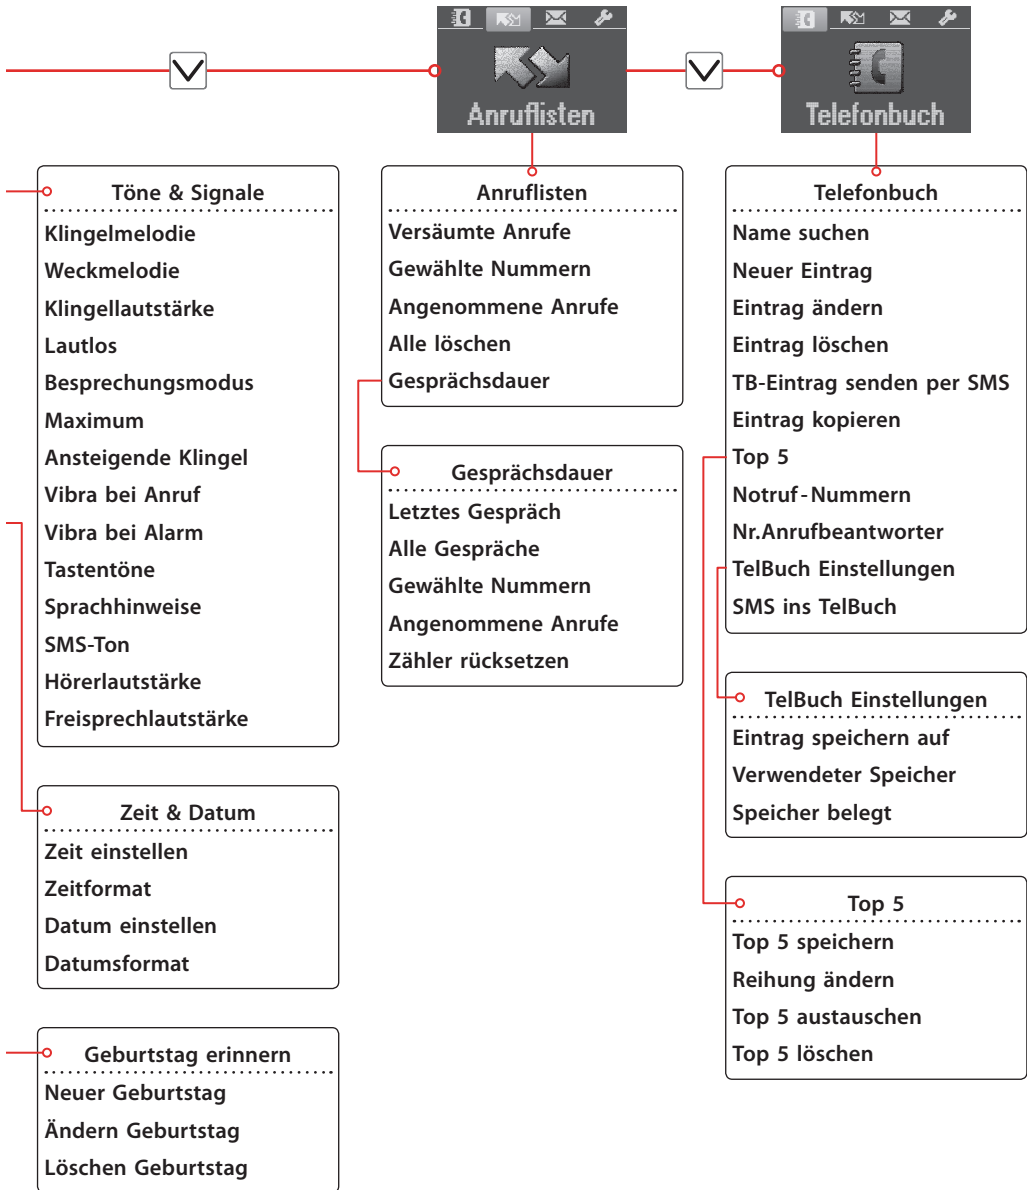 Anruflisten
Telefonbuch
Töne & Signale
Klingelmelodie
Weckmelodie
Klingellautstärke
Lautlos
Besprechungsmodus
Maximum
Ansteigende Klingel
Vibra bei Anruf
Vibra bei Alarm
Tastentöne
Sprachhinweise
SMS-Ton
Hörerlautstärke
Freisprechlautstärke
Zeit & Datum
Zeit einstellen
Zeitformat
Datum einstellen
Datumsformat
Geburtstag erinnern
Neuer Geburtstag
Ändern Geburtstag
Löschen Geburtstag
Anruflisten
Versäumte Anrufe
Gewählte Nummern
Angenommene Anrufe
Alle löschen
Gesprächsdauer
Gesprächsdauer
Letztes Gespräch
Alle Gespräche
Gewählte Nummern
Angenommene Anrufe
Zähler rücksetzen
Telefonbuch
Name suchen
Neuer Eintrag
Eintrag ändern
Eintrag löschen
TB-Eintrag senden per SMS
Eintrag kopieren
Top 5
Notruf-Nummern
Nr.Anrufbeantworter
TelBuch Einstellungen
SMS ins TelBuch
TelBuch Einstellungen
Eintrag speichern auf
Verwendeter Speicher
Speicher belegt
Top 5
Top 5 speichern
Reihung ändern
Top 5 austauschen
Top 5 löschen